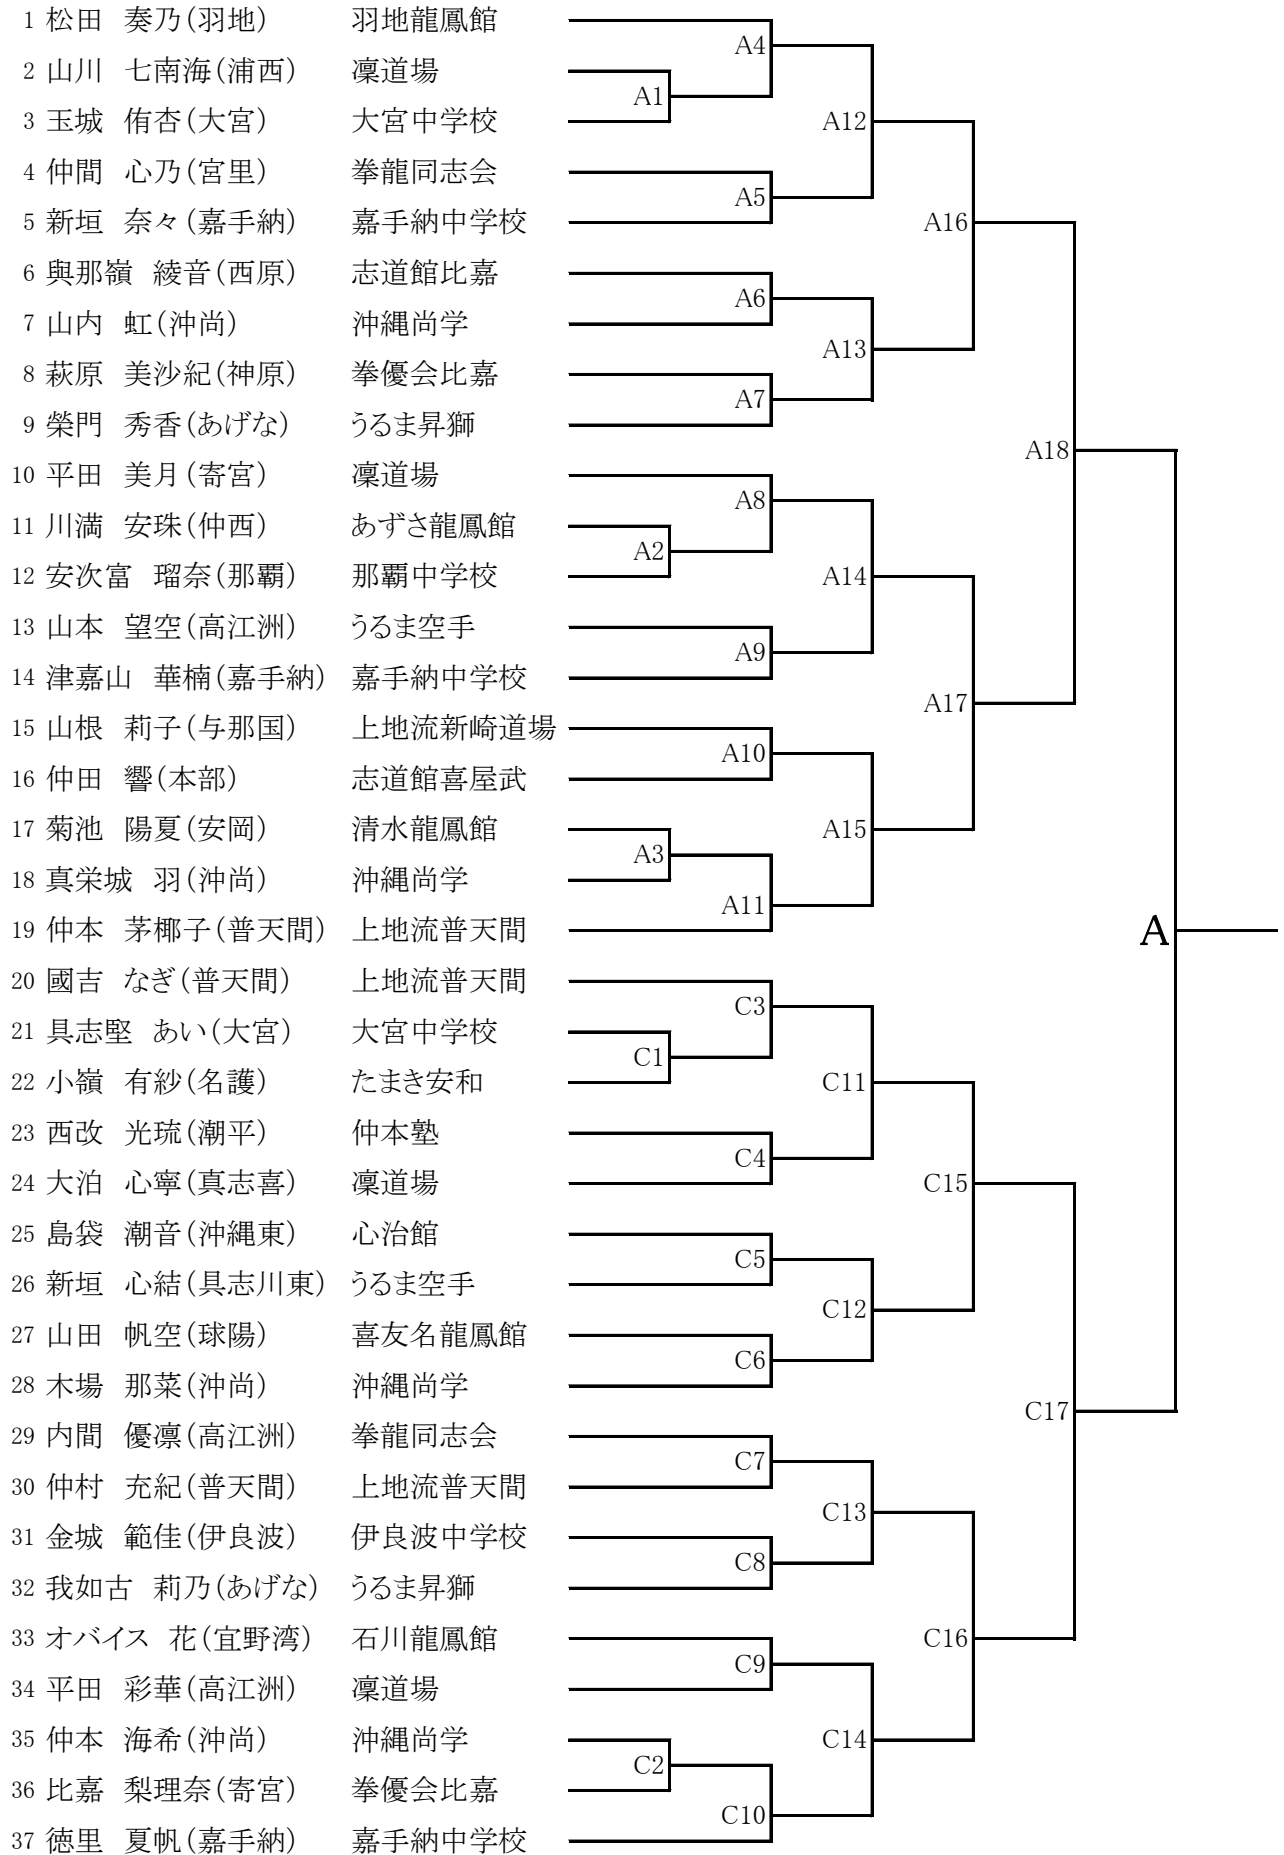 1 松田 奏乃(羽地) 羽地龍鳳館
A4
2 山川 七南海(浦西) 凜道場
A1
3 玉城 侑杏(大宮) 大宮中学校
A12
4 仲間 心乃(宮里) 拳龍同志会
A5
5 新垣 奈々(嘉手納) 嘉手納中学校
A16
6 與那嶺 綾音(西原) 志道館比嘉
A6
7 山内 虹(沖尚) 沖縄尚学
A13
8 萩原 美沙紀(神原) 拳優会比嘉
A7
9 榮門 秀香(あげな) うるま昇獅
A18
10 平田 美月(寄宮) 凜道場
A8
11 川満 安珠(仲西) あずさ龍鳳館
A2
12 安次富 瑠奈(那覇) 那覇中学校
A14
13 山本 望空(高江洲) うるま空手
A9
14 津嘉山 華楠(嘉手納) 嘉手納中学校
A17
15 山根 莉子(与那国) 上地流新崎道場
A10
16 仲田 響(本部) 志道館喜屋武
17 菊池 陽夏(安岡) 清水龍鳳館
A15
A3
18 真栄城 羽(沖尚) 沖縄尚学
A11
19 仲本 茅椰子(普天間) 上地流普天間
A
20 國吉 なぎ(普天間) 上地流普天間
C3
21 具志堅 あい(大宮) 大宮中学校
C1
22 小嶺 有紗(名護) たまき安和
C11
23 西改 光琉(潮平) 仲本塾
C4
24 大泊 心寧(真志喜) 凜道場
C15
25 島袋 潮音(沖縄東) 心治館
C5
26 新垣 心結(具志川東) うるま空手
C12
27 山田 帆空(球陽) 喜友名龍鳳館
C6
28 木場 那菜(沖尚) 沖縄尚学
C17
29 内間 優凛(高江洲) 拳龍同志会
C7
30 仲村 充紀(普天間) 上地流普天間
C13
31 金城 範佳(伊良波) 伊良波中学校
C8
32 我如古 莉乃(あげな) うるま昇獅
33 オバイス 花(宜野湾) 石川龍鳳館
C16
C9
34 平田 彩華(高江洲) 凜道場
35 仲本 海希(沖尚) 沖縄尚学
C14
C2
36 比嘉 梨理奈(寄宮) 拳優会比嘉
C10
37 徳里 夏帆(嘉手納) 嘉手納中学校